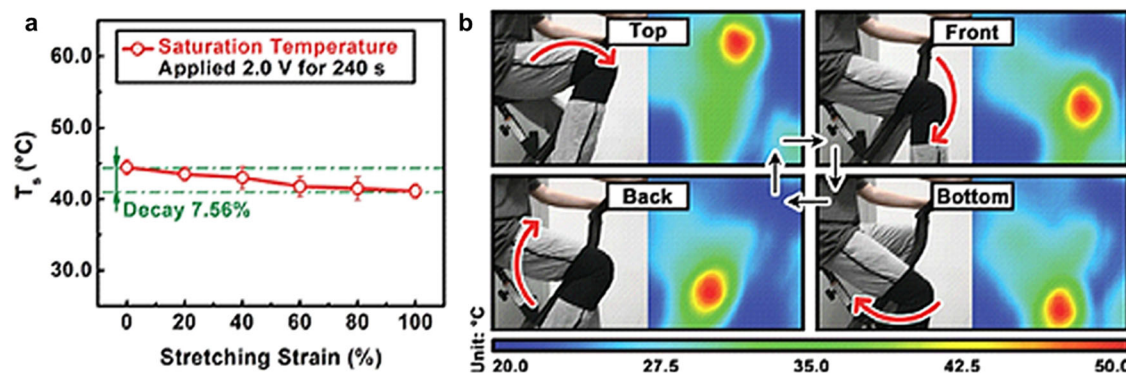 a
60.0
50.0
40.0
30.0
Tₛ (°C)
Saturation Temperature
Applied 2.0 V for 240 s
Decay 7.56%
0 20 40 60 80 100
Stretching Strain (%)
b
Top
Front
Back
Bottom
Unit: °C
20.0 27.5 35.0 42.5 50.0